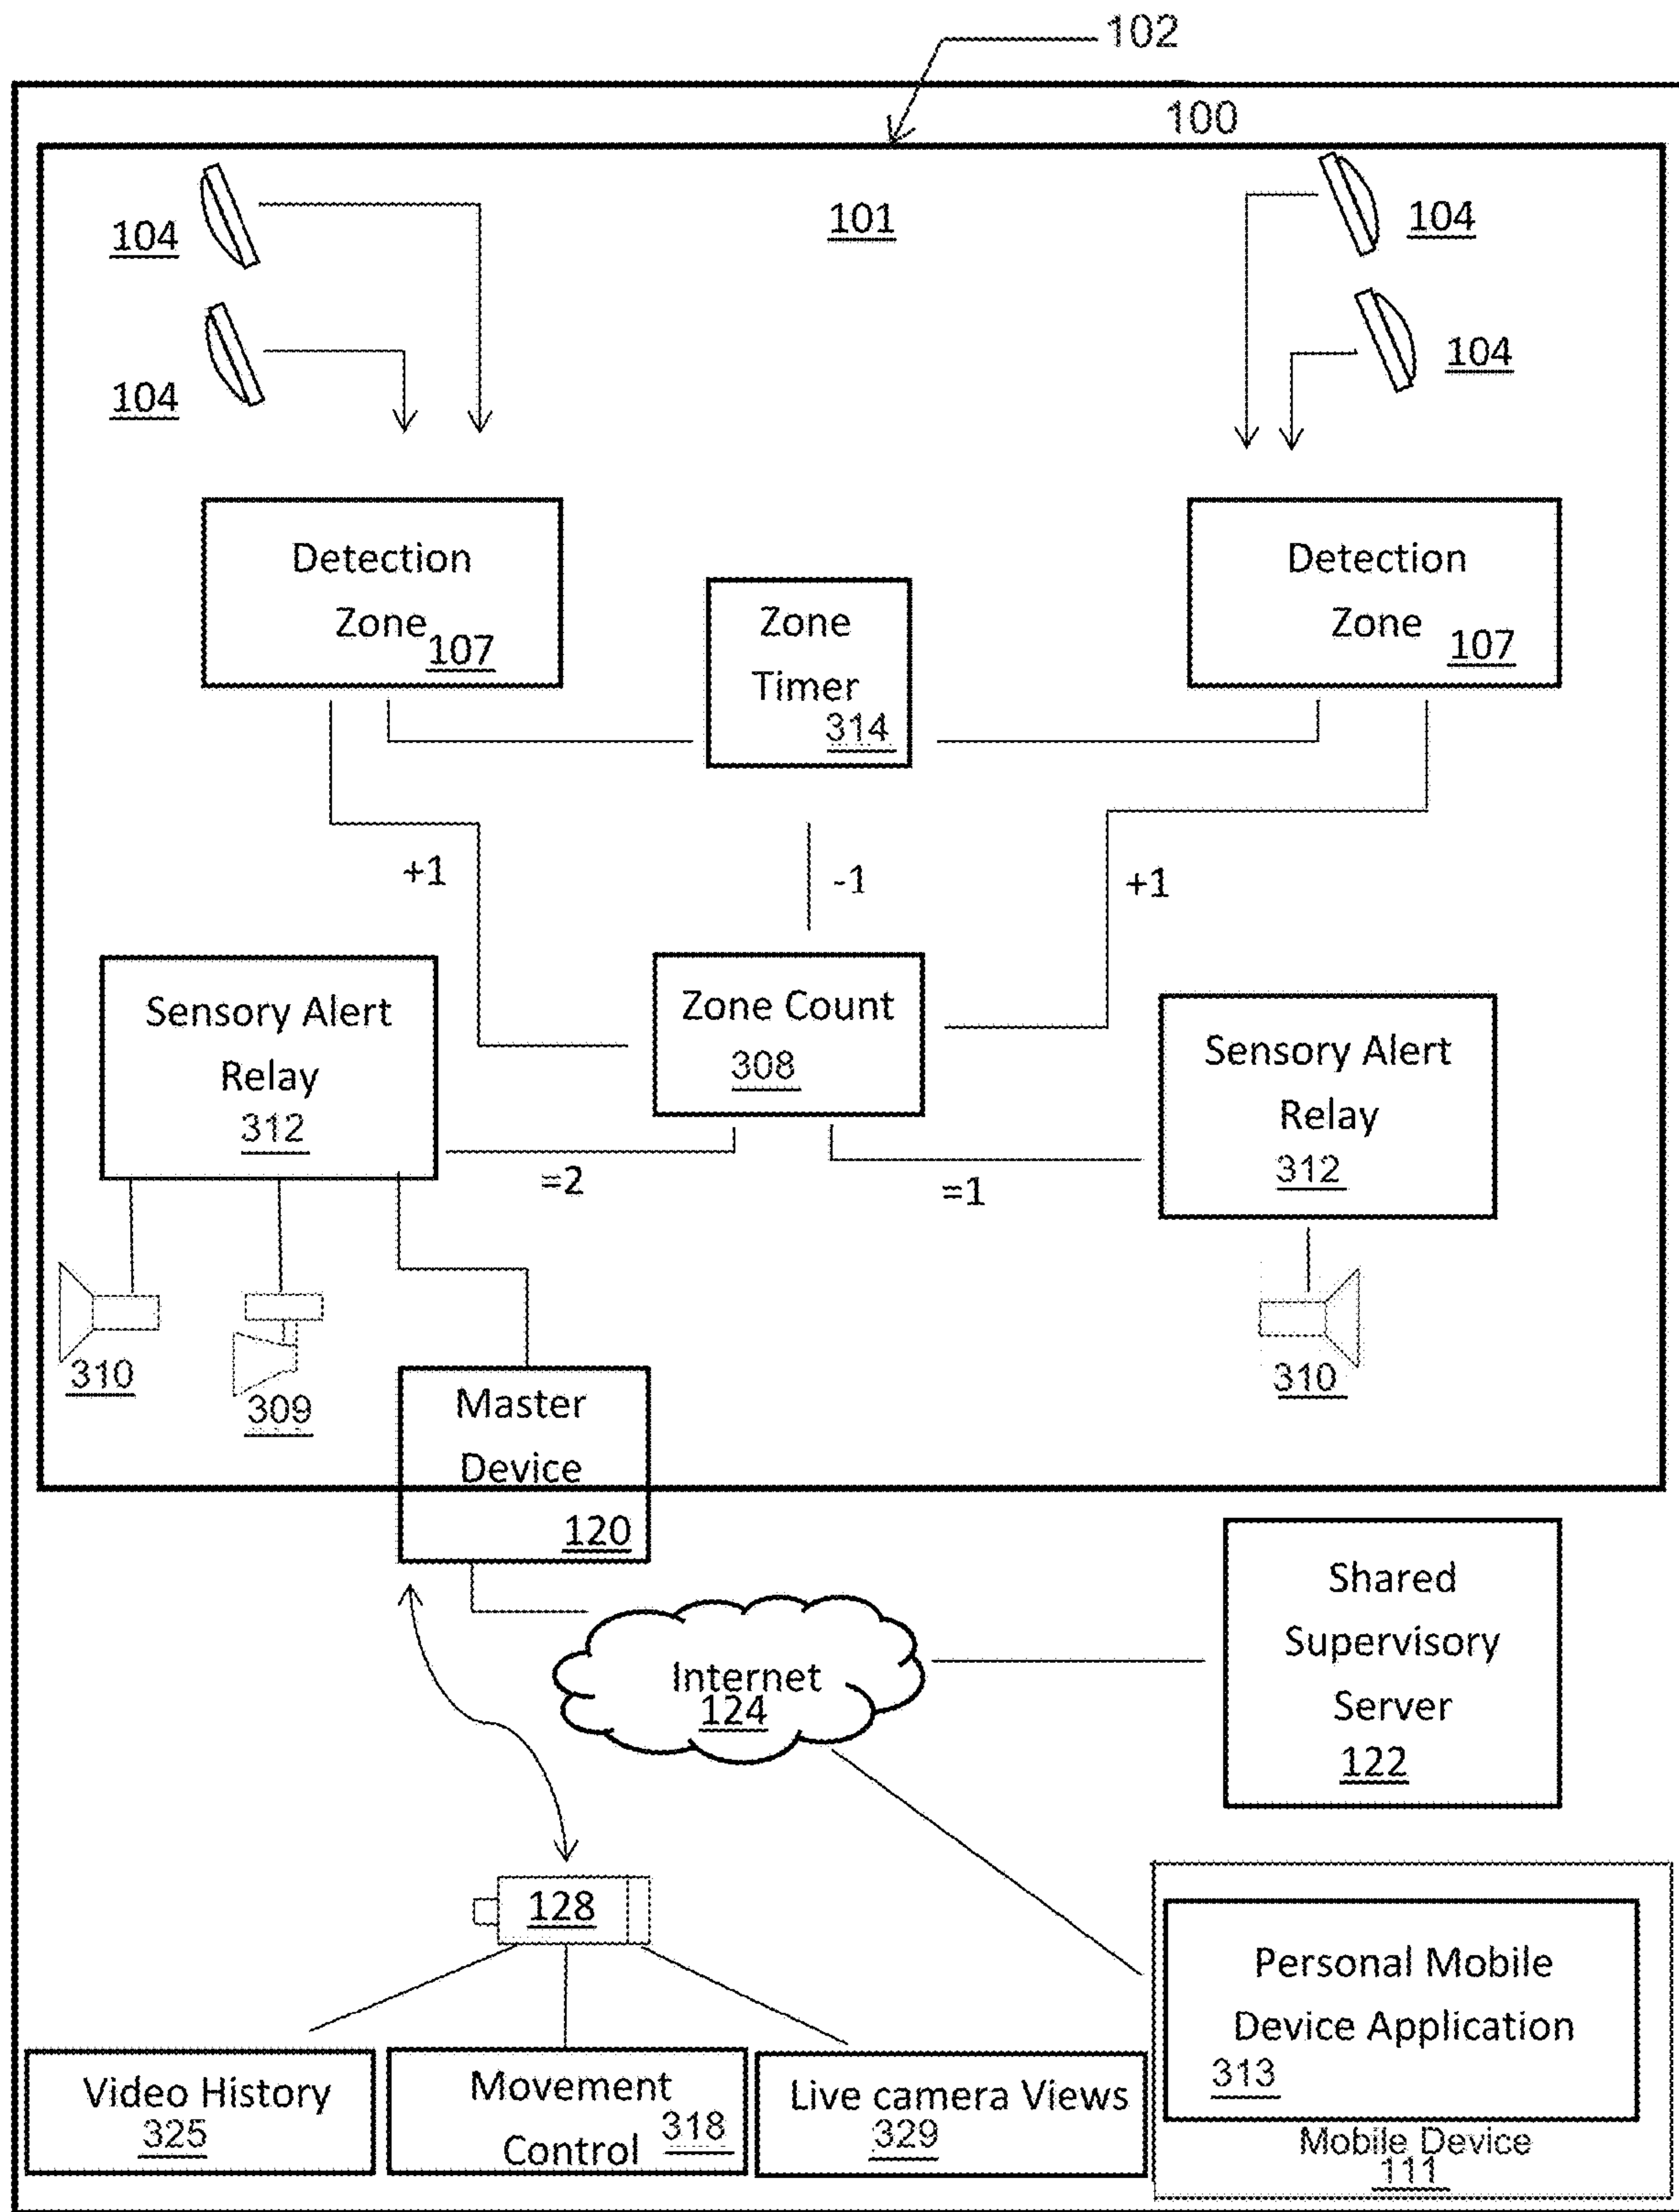 102
100
101
104
104
104
104
Detection
Zone
107
Zone
Timer
314
Detection
Zone
107
+1
-1
+1
Sensory Alert
Relay
312
Zone Count
308
Sensory Alert
Relay
312
=2
=1
310
309
310
Master
Device
120
Internet
124
Shared
Supervisory
Server
122
128
Video History
325
Movement
Control
318
Live camera Views
329
Personal Mobile
Device Application
313
Mobile Device
111